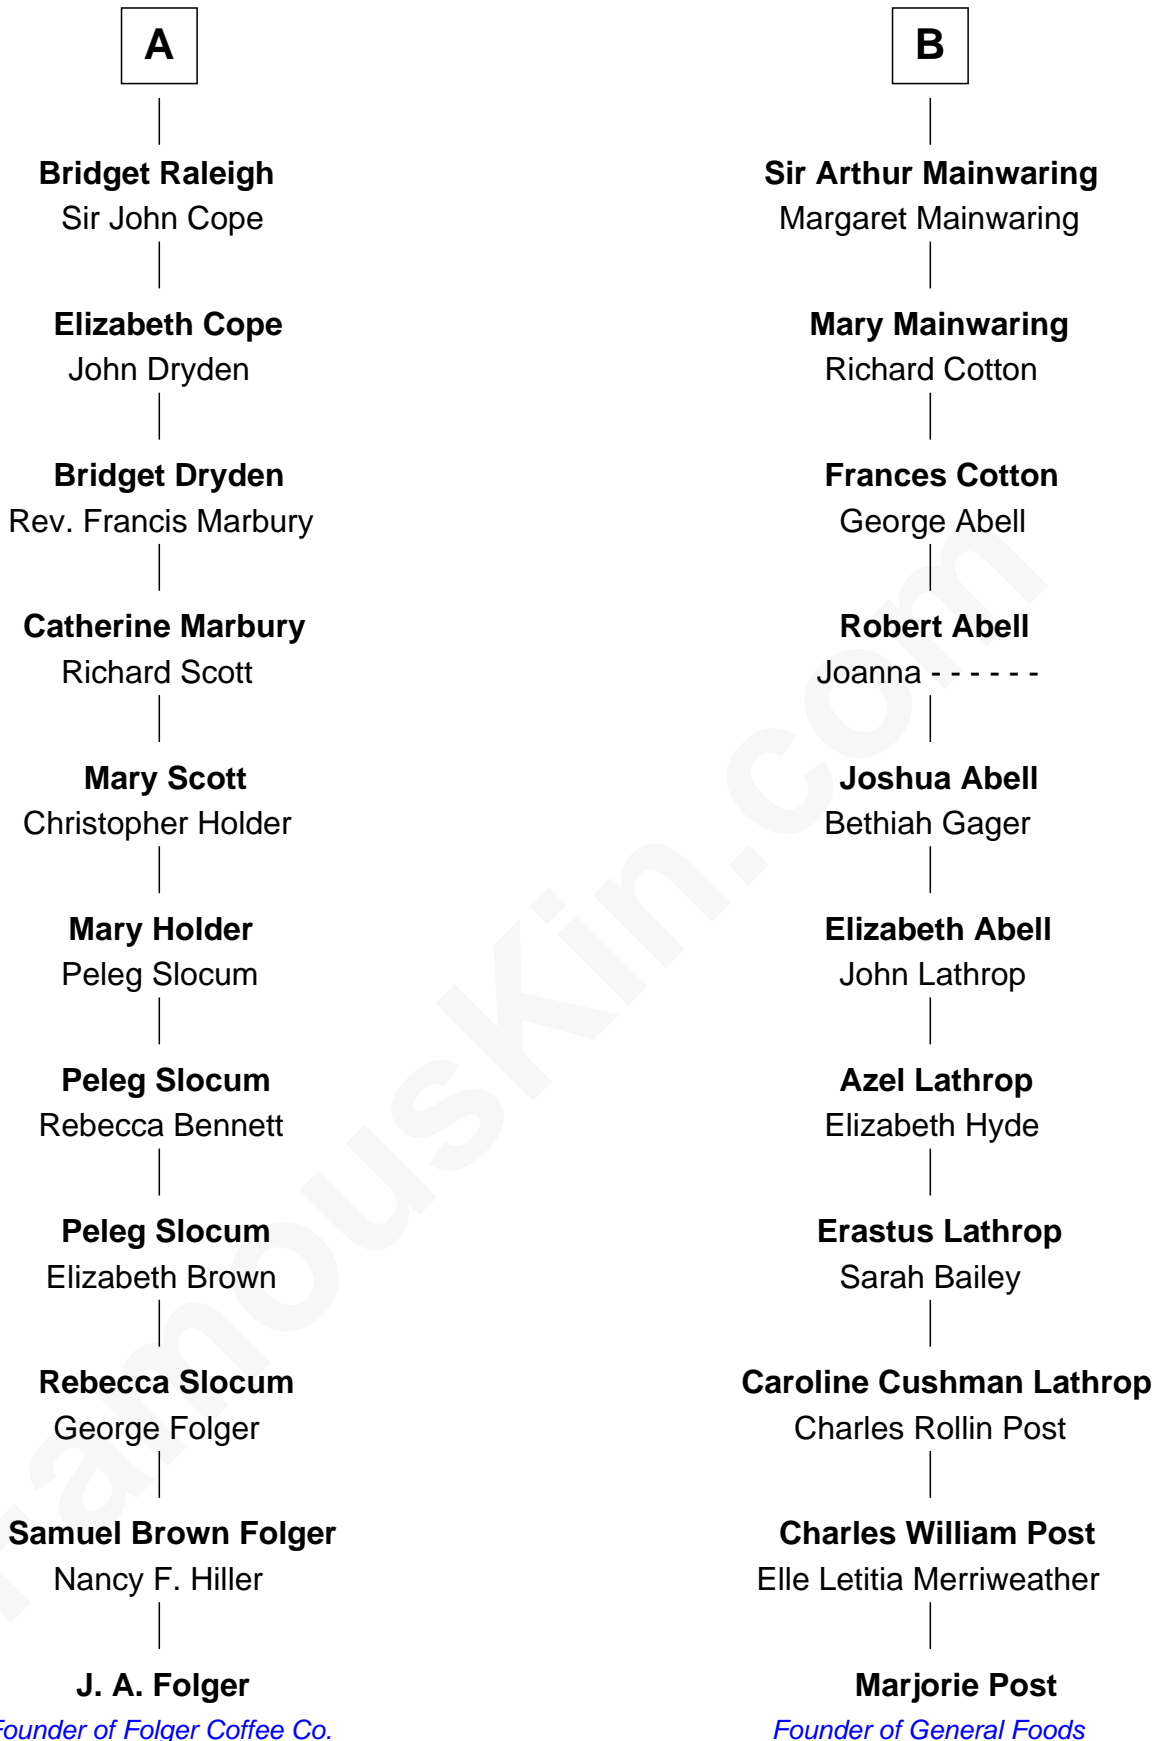 A
Bridget Raleigh
Sir John Cope
Elizabeth Cope
John Dryden
Bridget Dryden
Rev. Francis Marbury
Catherine Marbury
Richard Scott
Mary Scott
Christopher Holder
Mary Holder
Peleg Slocum
Peleg Slocum
Rebecca Bennett
Peleg Slocum
Elizabeth Brown
Rebecca Slocum
George Folger
Samuel Brown Folger
Nancy F. Hiller
J. A. Folger
Founder of Folger Coffee Co.
B
Sir Arthur Mainwaring
Margaret Mainwaring
Mary Mainwaring
Richard Cotton
Frances Cotton
George Abell
Robert Abell
Joanna - - - - - -
Joshua Abell
Bethiah Gager
Elizabeth Abell
John Lathrop
Azel Lathrop
Elizabeth Hyde
Erastus Lathrop
Sarah Bailey
Caroline Cushman Lathrop
Charles Rollin Post
Charles William Post
Elle Letitia Merriweather
Marjorie Post
Founder of General Foods
FamousKin.com